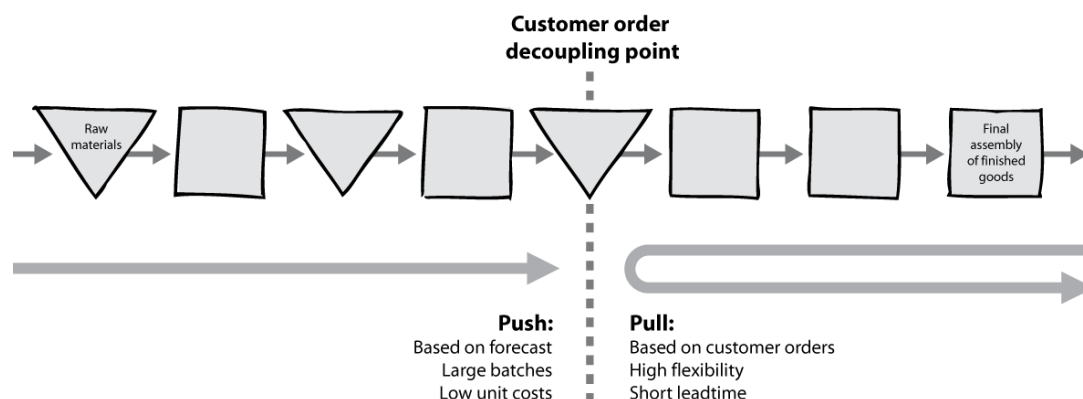 Customer order
decoupling point
Raw
materials
Final
assembly
of finished
goods
Push:
Based on forecast
Large batches
Low unit costs
Pull:
Based on customer orders
High flexibility
Short leadtime